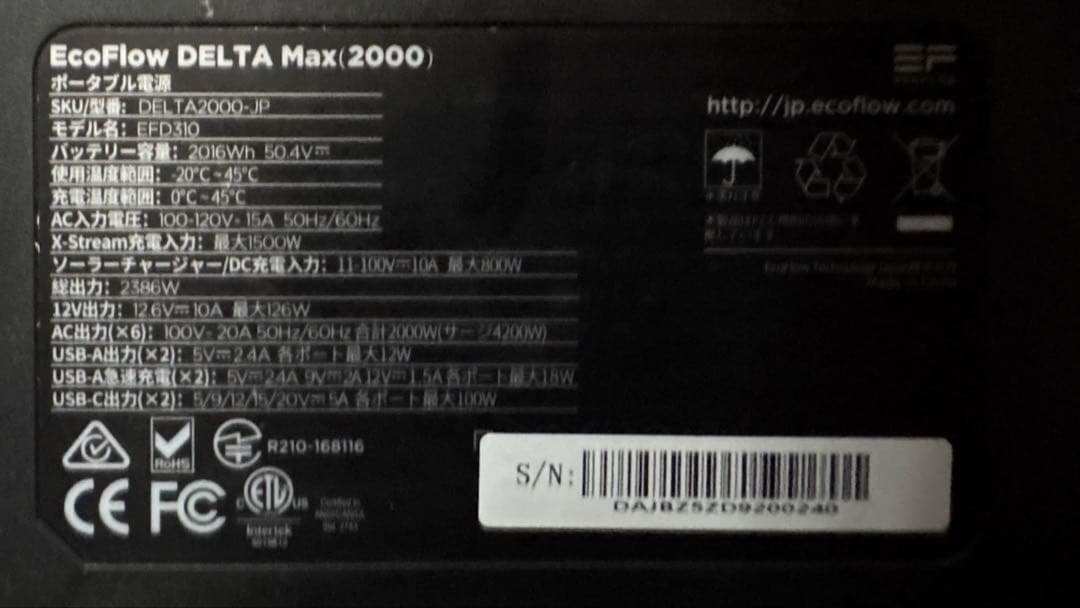 EcoFlow DELTA Max(2000)
ポータブル電源
SKU/型番: DELTA2000-JP
モデル名: EFD310
バッテリー容量: 2016Wh 50.4V⎓
使用温度範囲: -20°C~45°C
充電温度範囲: 0°C~45°C
AC入力電圧: 100-120V~ 15A 50Hz/60Hz
X-Stream充電入力: 最大1500W
ソーラーチャージャー/DC充電入力: 11-100V⎓10A 最大800W
総出力: 2386W
12V出力: 12.6V⎓10A 最大126W
AC出力(×6): 100V~ 20A 50Hz/60Hz 合計2000W(サージ4200W)
USB-A出力(×2): 5V⎓2.4A 各ポート最大12W
USB-A急速充電(×2): 5V⎓2.4A 9V⎓2A 12V⎓1.5A 各ポート最大18W
USB-C出力(×2): 5/9/12/15/20V⎓5A 各ポート最大100W
RoHS
R210-168116
CE FC
C ETL US
Intertek
EF
http://jp.ecoflow.com
S/N:
DAJBZ5ZD9200240